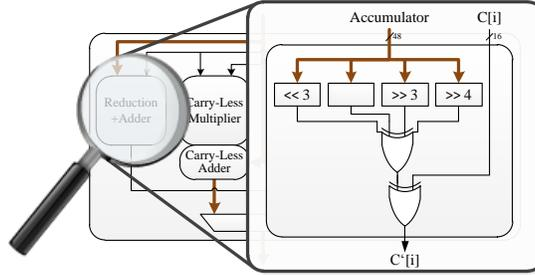 Accumulator
C[i]
48
16
<< 3
>> 3
>> 4
Reduction
+Adder
Carry-Less
Multiplier
Carry-Less
Adder
C'[i]